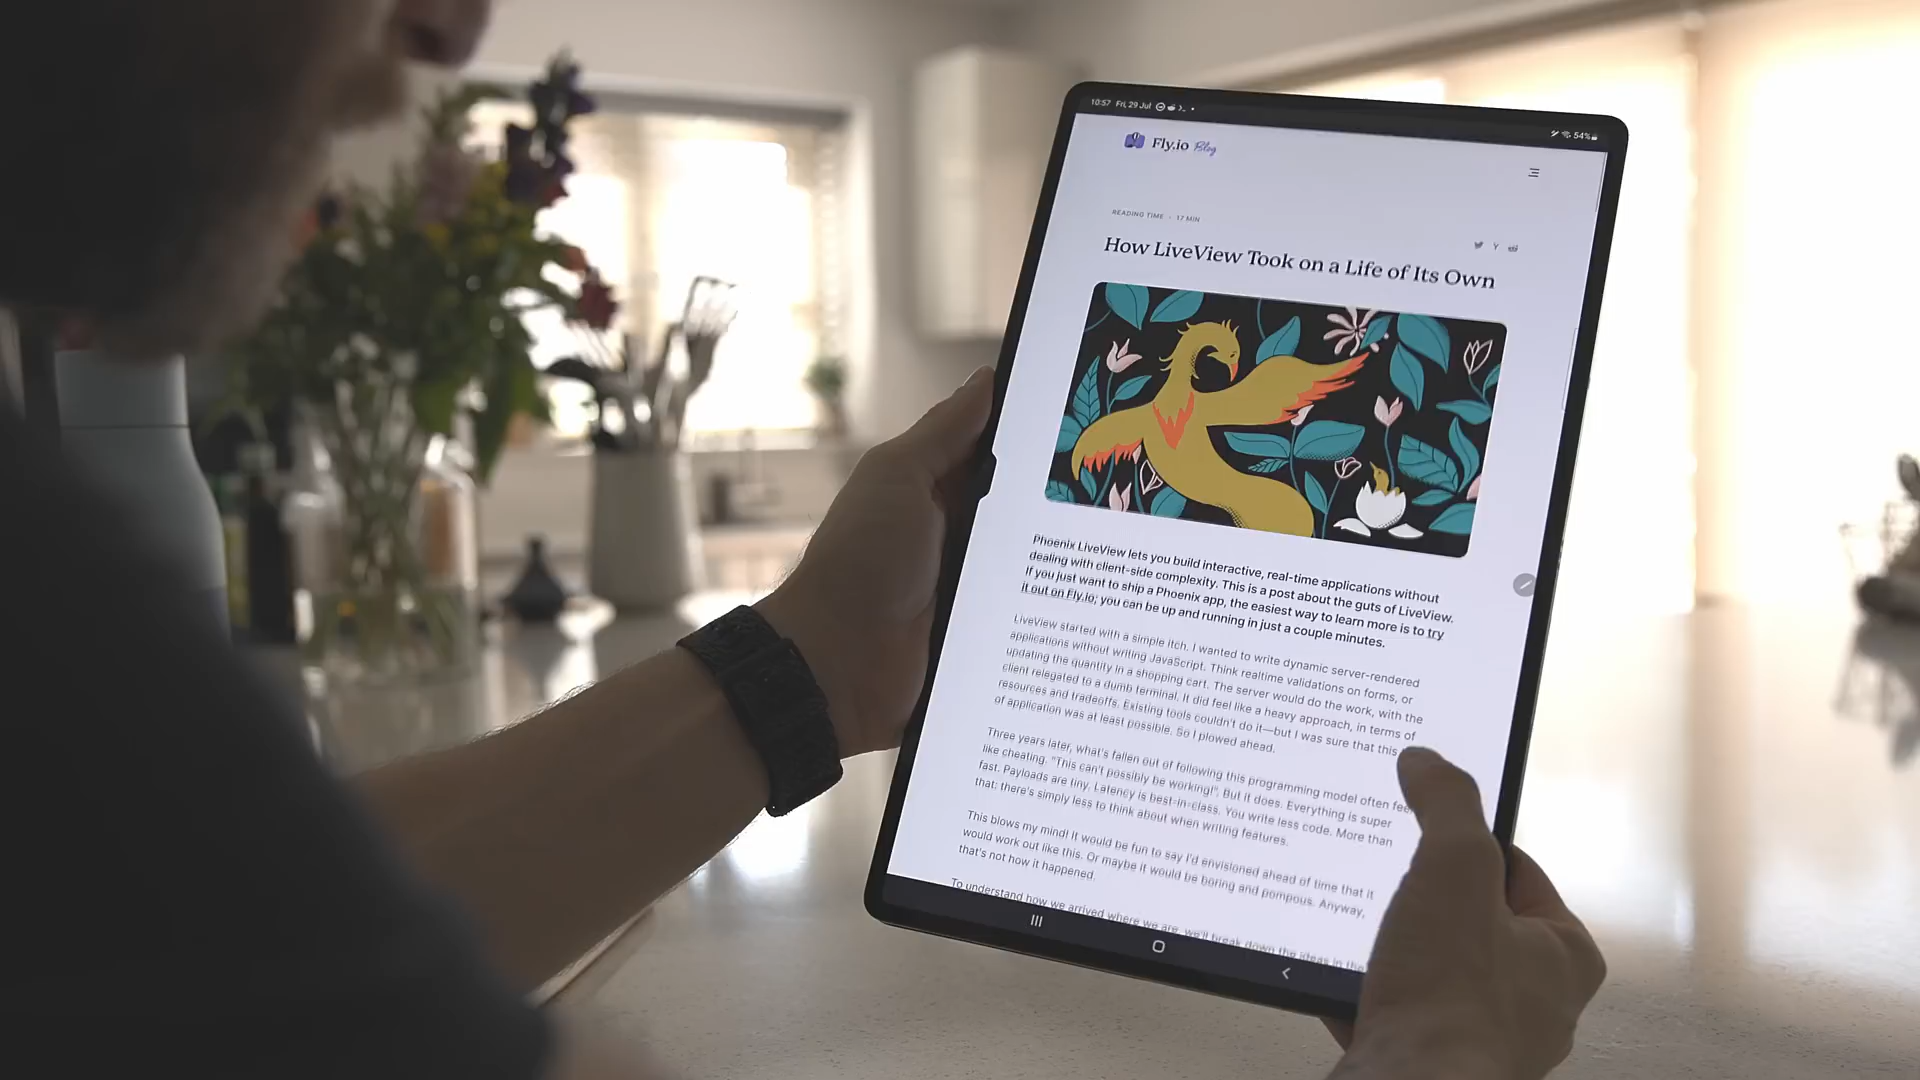 10:57 Fri, 29 Jul
54%
Fly.io Blog
READING TIME • 17 MIN
How LiveView Took on a Life of Its Own
Phoenix LiveView lets you build interactive, real-time applications without
dealing with client-side complexity. This is a post about the guts of LiveView.
If you just want to ship a Phoenix app, the easiest way to learn more is to try
it out on Fly.io; you can be up and running in just a couple minutes.
LiveView started with a simple itch. I wanted to write dynamic server-rendered
applications without writing JavaScript. Think realtime validations on forms, or
updating the quantity in a shopping cart. The server would do the work, with the
client relegated to a dumb terminal. It did feel like a heavy approach, in terms of
resources and tradeoffs. Existing tools couldn't do it—but I was sure that this
of application was at least possible. So I plowed ahead.
Three years later, what's fallen out of following this programming model often
like cheating. "This can't possibly be working!". But it does. Everything is super
fast. Payloads are tiny. Latency is best-in-class. You write less code. More than
that: there's simply less to think about when writing features.
This blows my mind! It would be fun to say I'd envisioned ahead of time that it
would work out like this. Or maybe it would be boring and pompous. Anyway,
that's not how it happened.
To understand how we arrived where we are, we'll break down the ideas in the